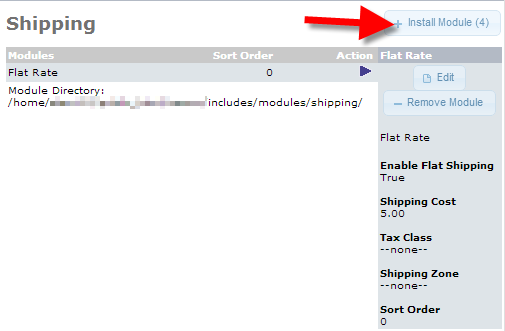 Shipping
Install Module (4)
Modules Sort Order Action Flat Rate
Flat Rate 0
Edit
Module Directory:
/home/ /includes/modules/shipping/
Remove Module
Flat Rate
Enable Flat Shipping
True
Shipping Cost
5.00
Tax Class
--none--
Shipping Zone
--none--
Sort Order
0